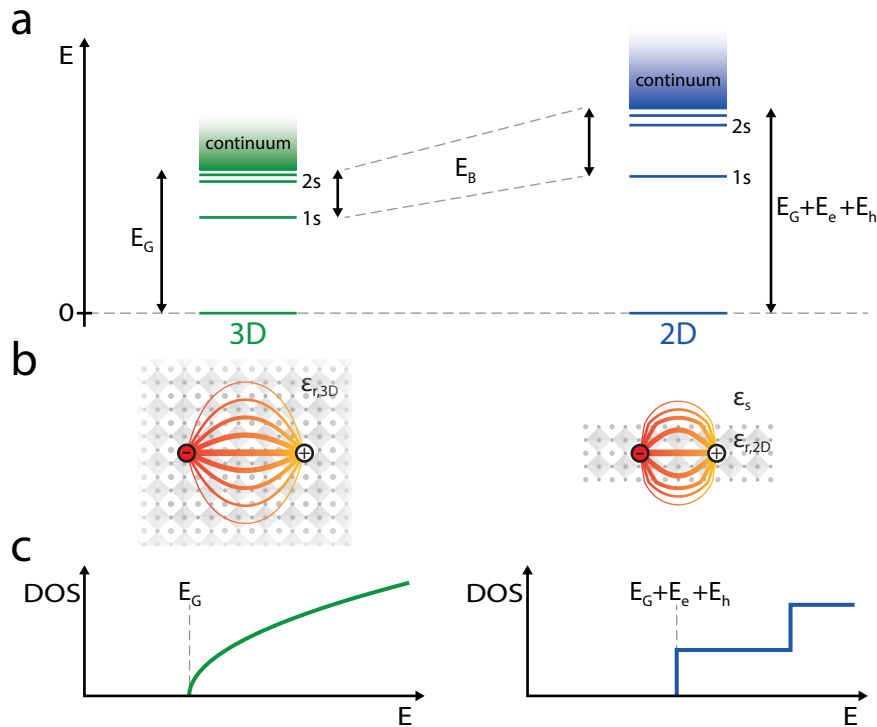 a
E
continuum
2s
1s
E_G
E_B
continuum
2s
1s
E_G+E_e+E_h
0
3D
2D
b
ε_r,3D
−
+
ε_s
ε_r,2D
−
+
c
DOS
E_G
E
DOS
E_G+E_e+E_h
E